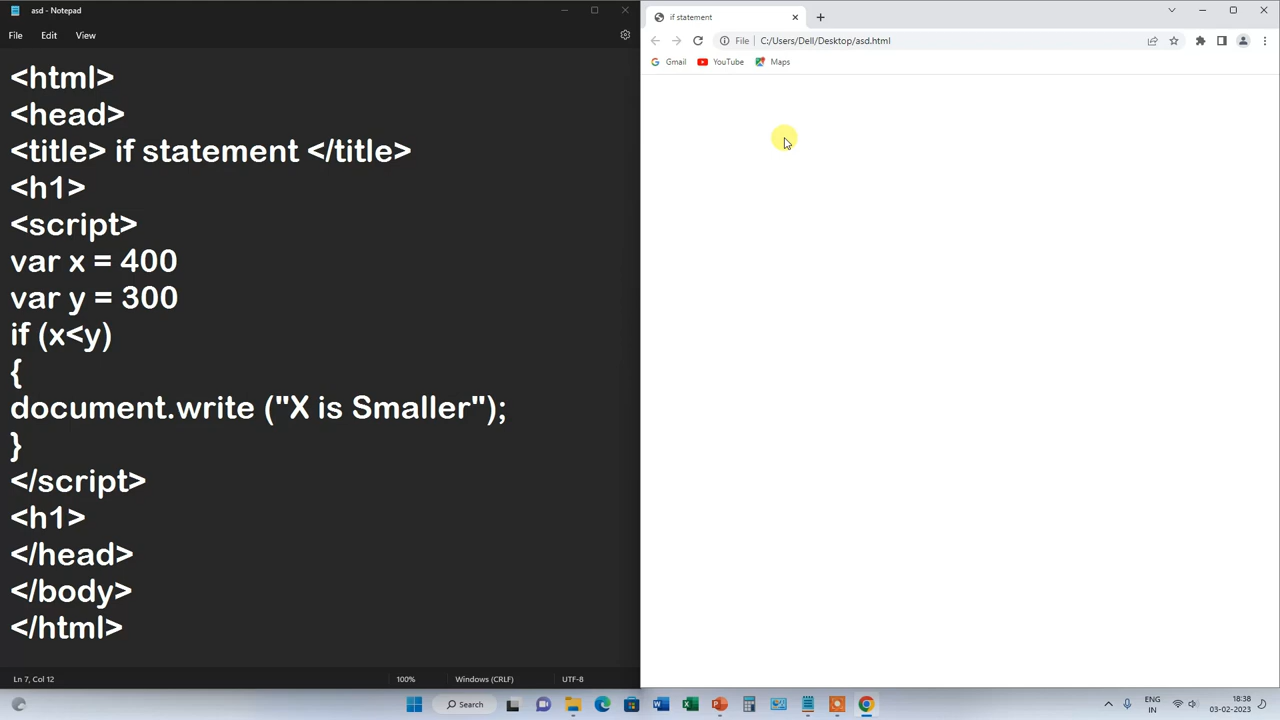 asd - Notepad
File Edit View
<html>
<head>
<title> if statement </title>
<h1>
<script>
var x = 400
var y = 300
if (x<y)
{
document.write ("X is Smaller");
}
</script>
<h1>
</head>
</body>
</html>
Ln 7, Col 12 100% Windows (CRLF) UTF-8
if statement
File C:/Users/Dell/Desktop/asd.html
Gmail YouTube Maps
Search
ENG
IN
18:38
03-02-2023